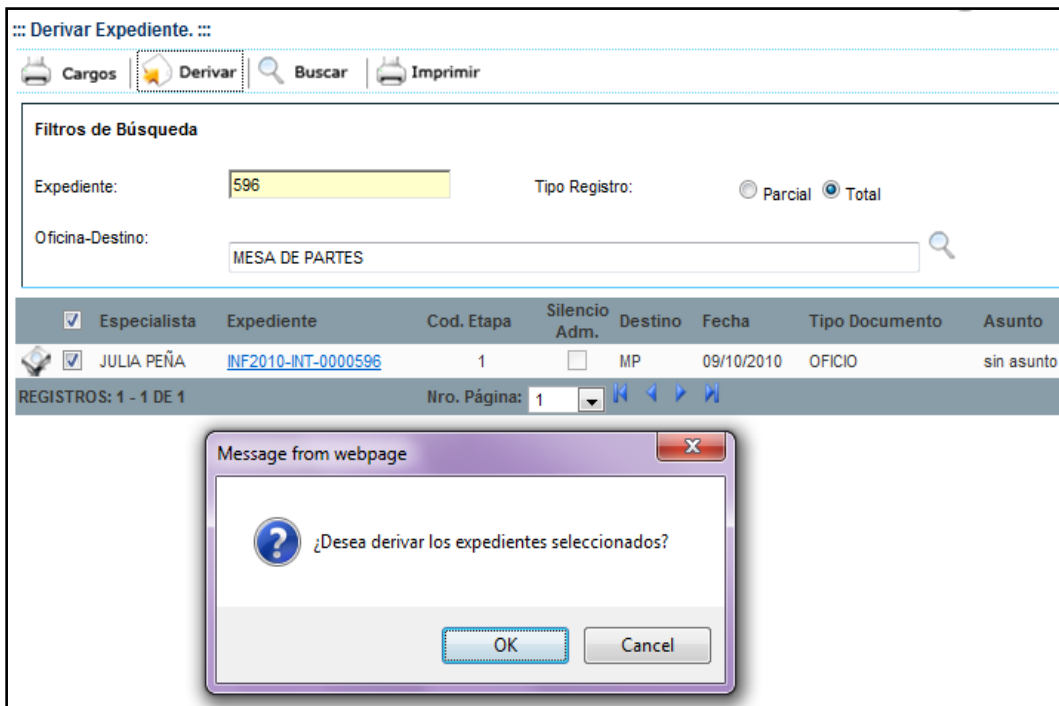 ::: Derivar Expediente. :::
Cargos Derivar Buscar Imprimir
Filtros de Búsqueda
Expediente: 596 Tipo Registro: Parcial Total
Oficina-Destino: MESA DE PARTES
Especialista Expediente Cod. Etapa Silencio Adm. Destino Fecha Tipo Documento Asunto
JULIA PEÑA INF2010-INT-0000596 1 MP 09/10/2010 OFICIO sin asunto
REGISTROS: 1 - 1 DE 1 Nro. Página: 1
Message from webpage
¿Desea derivar los expedientes seleccionados?
OK Cancel